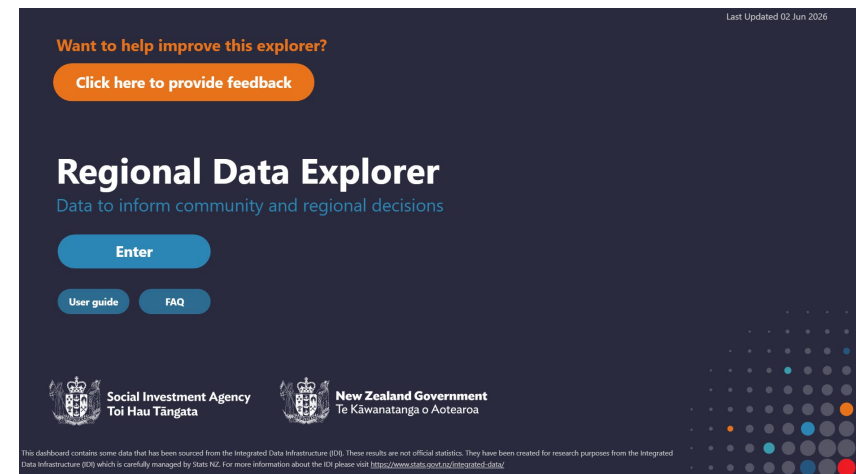 Last Updated 02 Jun 2026
Want to help improve this explorer?
Click here to provide feedback
Regional Data Explorer
Data to inform community and regional decisions
Enter
User guide
FAQ
Social Investment Agency
Toi Hau Tāngata
New Zealand Government
Te Kāwanatanga o Aotearoa
This dashboard contains some data that has been sourced from the Integrated Data Infrastructure (IDI). These results are not official statistics. They have been created for research purposes from the Integrated
Data Infrastructure (IDI) which is carefully managed by Stats NZ. For more information about the IDI please visit https://www.stats.govt.nz/integrated-data/